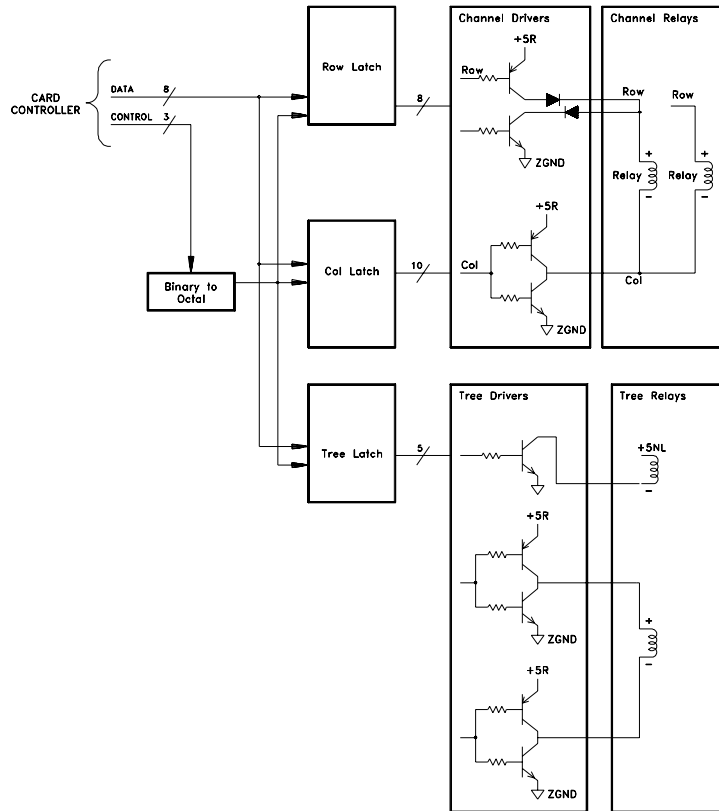 CARD
CONTROLLER
DATA
8
CONTROL
3
Binary to
Octal
Row Latch
8
Col Latch
10
Tree Latch
5
Channel Drivers
+5R
Row
ZGND
+5R
Col
ZGND
Channel Relays
Row
Row
+
+
Relay
Relay
-
-
Col
Tree Drivers
+5R
ZGND
+5R
ZGND
Tree Relays
+5NL
-
+
-